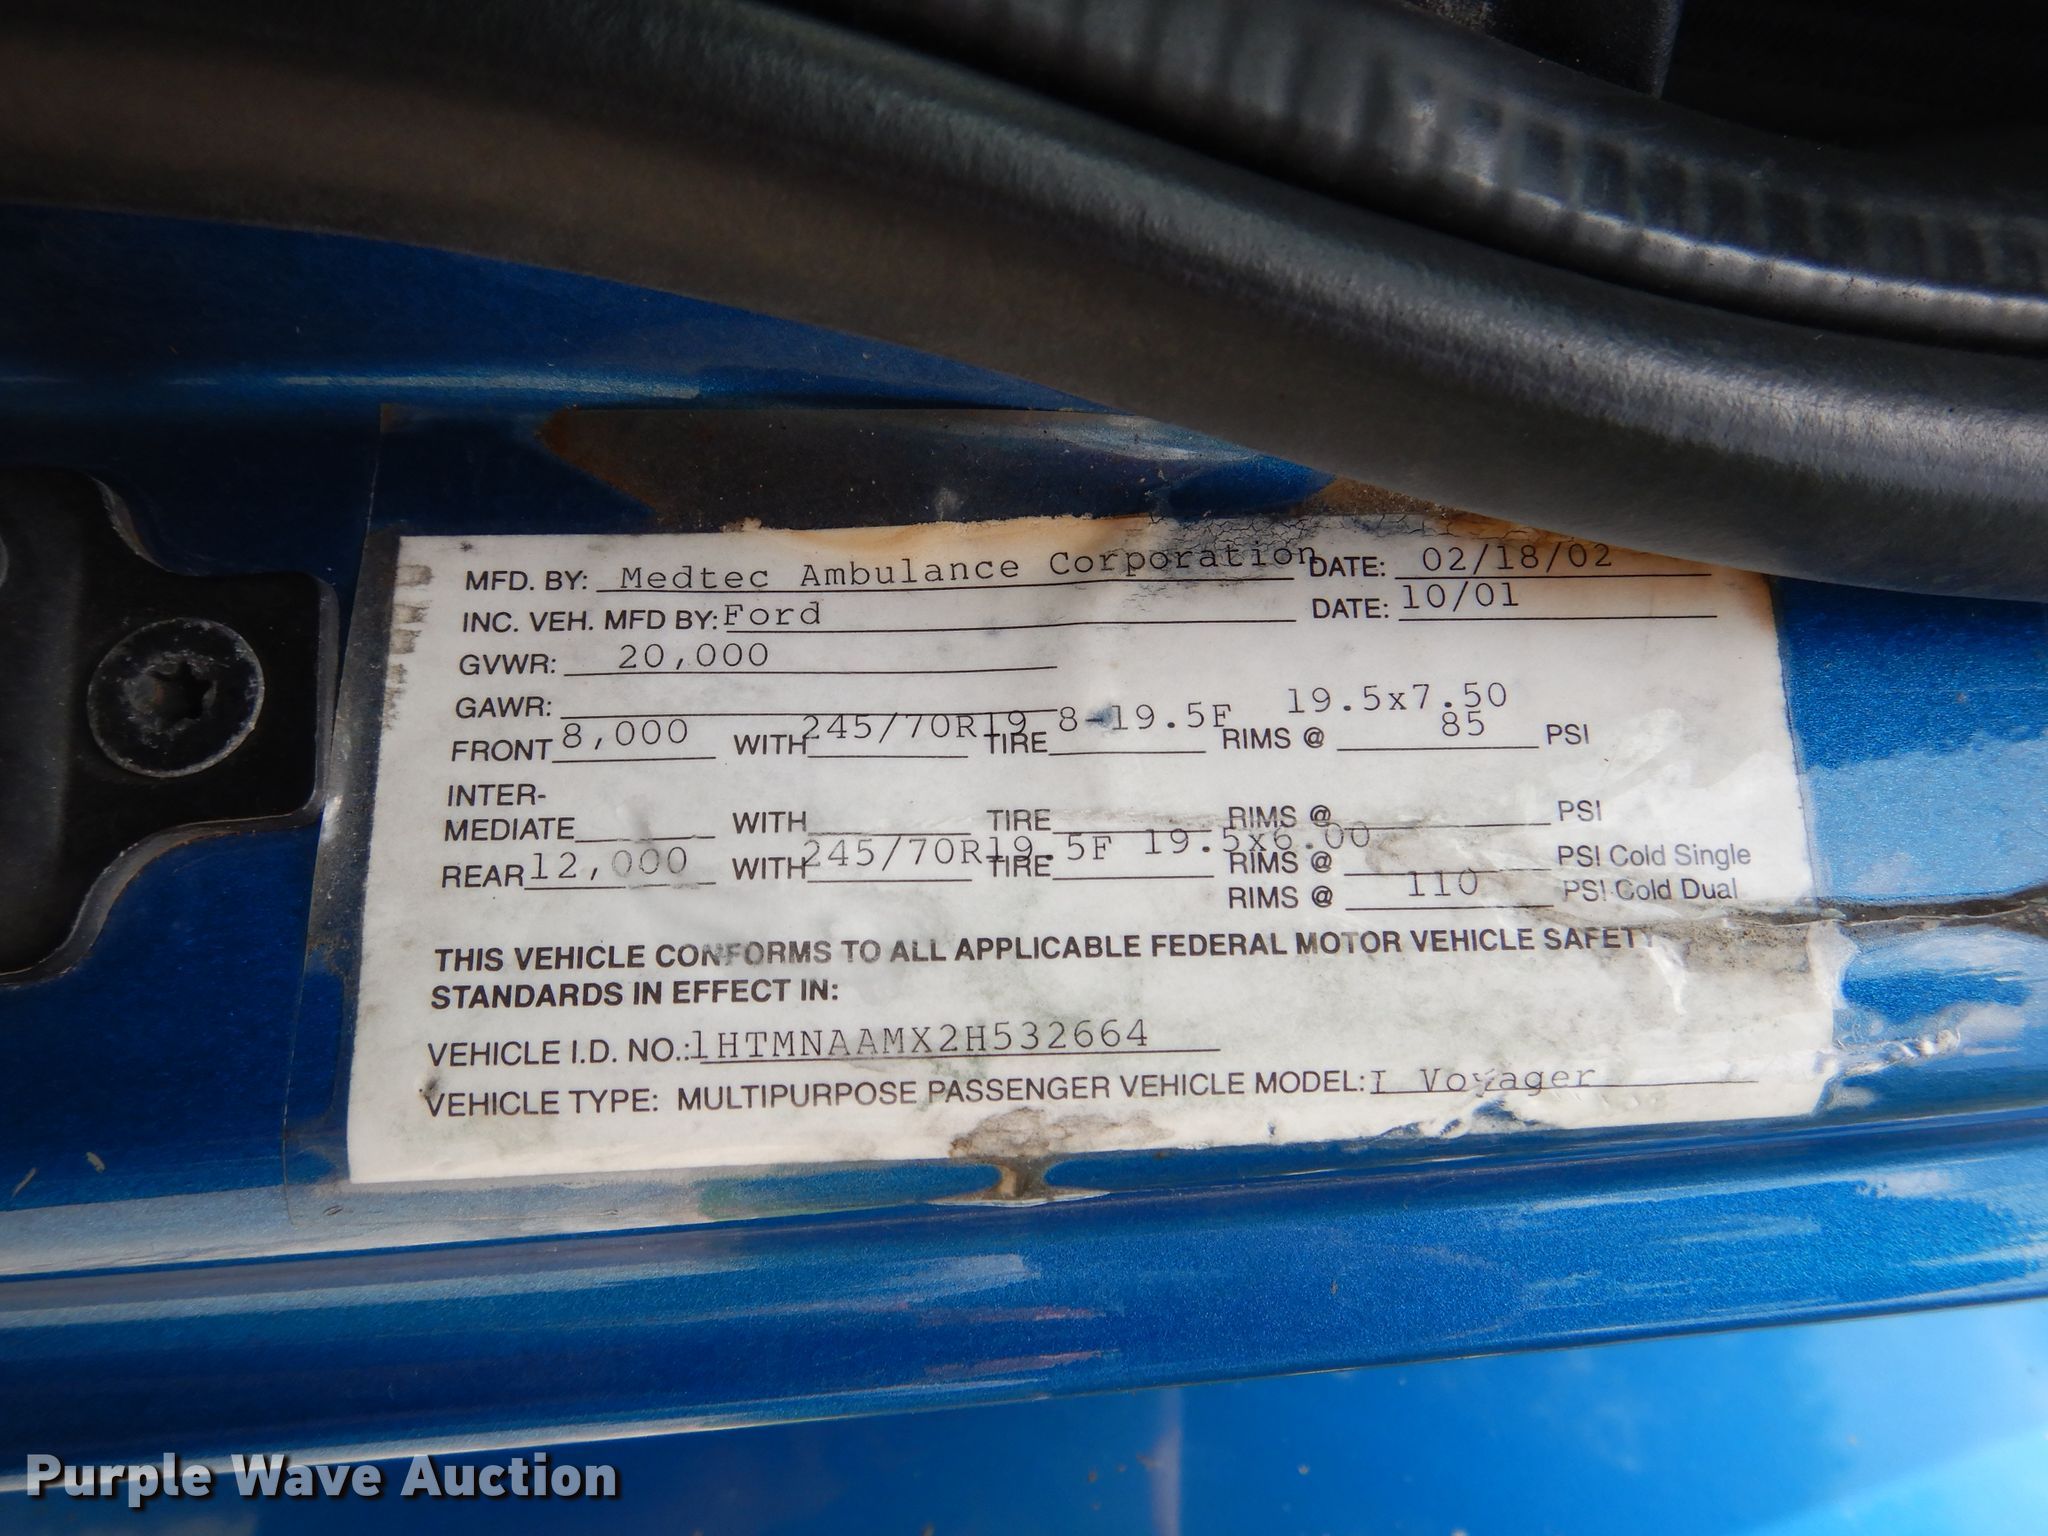 MFD. BY: Medtec Ambulance Corporation DATE: 02/18/02
INC. VEH. MFD BY: Ford DATE: 10/01
GVWR: 20,000
GAWR: 19.5x7.50
FRONT 8,000 WITH 245/70R19 8-19.5F TIRE RIMS @ 85 PSI
INTER-
MEDIATE WITH TIRE RIMS @ PSI
REAR 12,000 WITH 245/70R19.5F 19.5x6.00 TIRE RIMS @ PSI Cold Single
RIMS @ 110 PSI Cold Dual
THIS VEHICLE CONFORMS TO ALL APPLICABLE FEDERAL MOTOR VEHICLE SAFETY
STANDARDS IN EFFECT IN:
VEHICLE I.D. NO.: 1HTMNAAMX2H532664
VEHICLE TYPE: MULTIPURPOSE PASSENGER VEHICLE MODEL: I Voyager
Purple Wave Auction